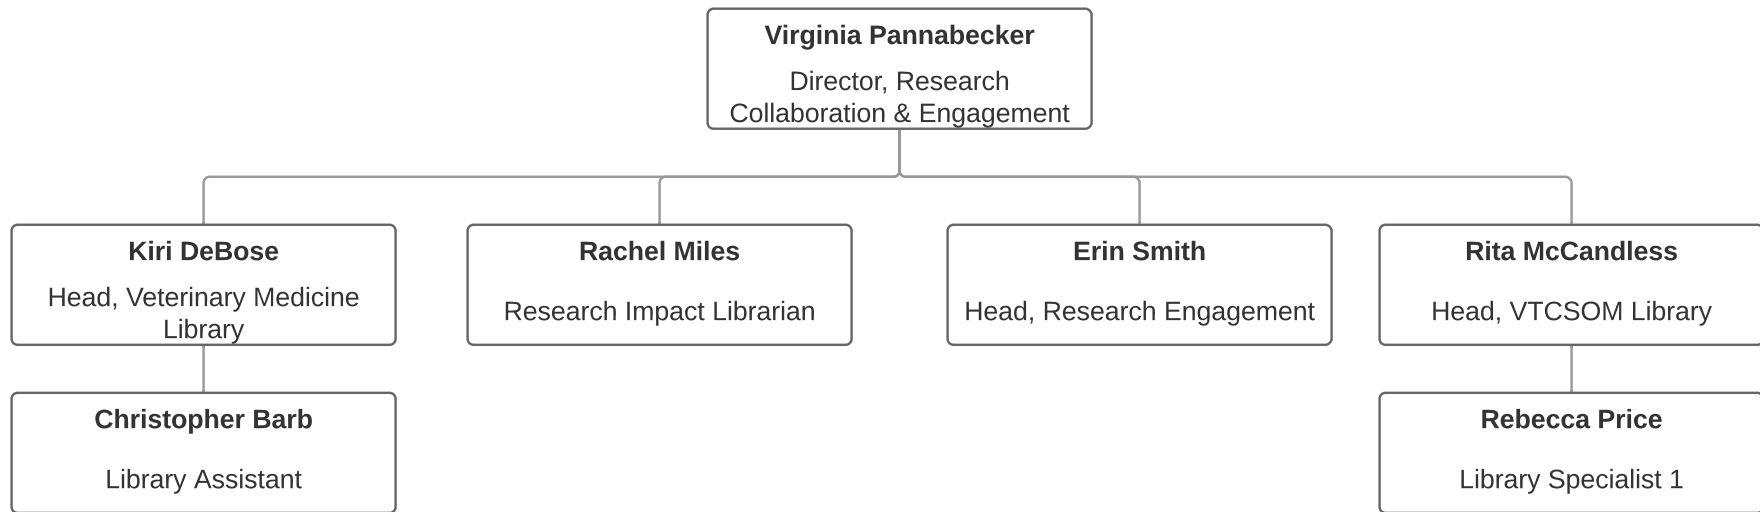 Virginia Pannabecker
Director, Research
Collaboration & Engagement
Kiri DeBose
Head, Veterinary Medicine
Library
Rachel Miles
Research Impact Librarian
Erin Smith
Head, Research Engagement
Rita McCandless
Head, VTCSOM Library
Christopher Barb
Library Assistant
Rebecca Price
Library Specialist 1